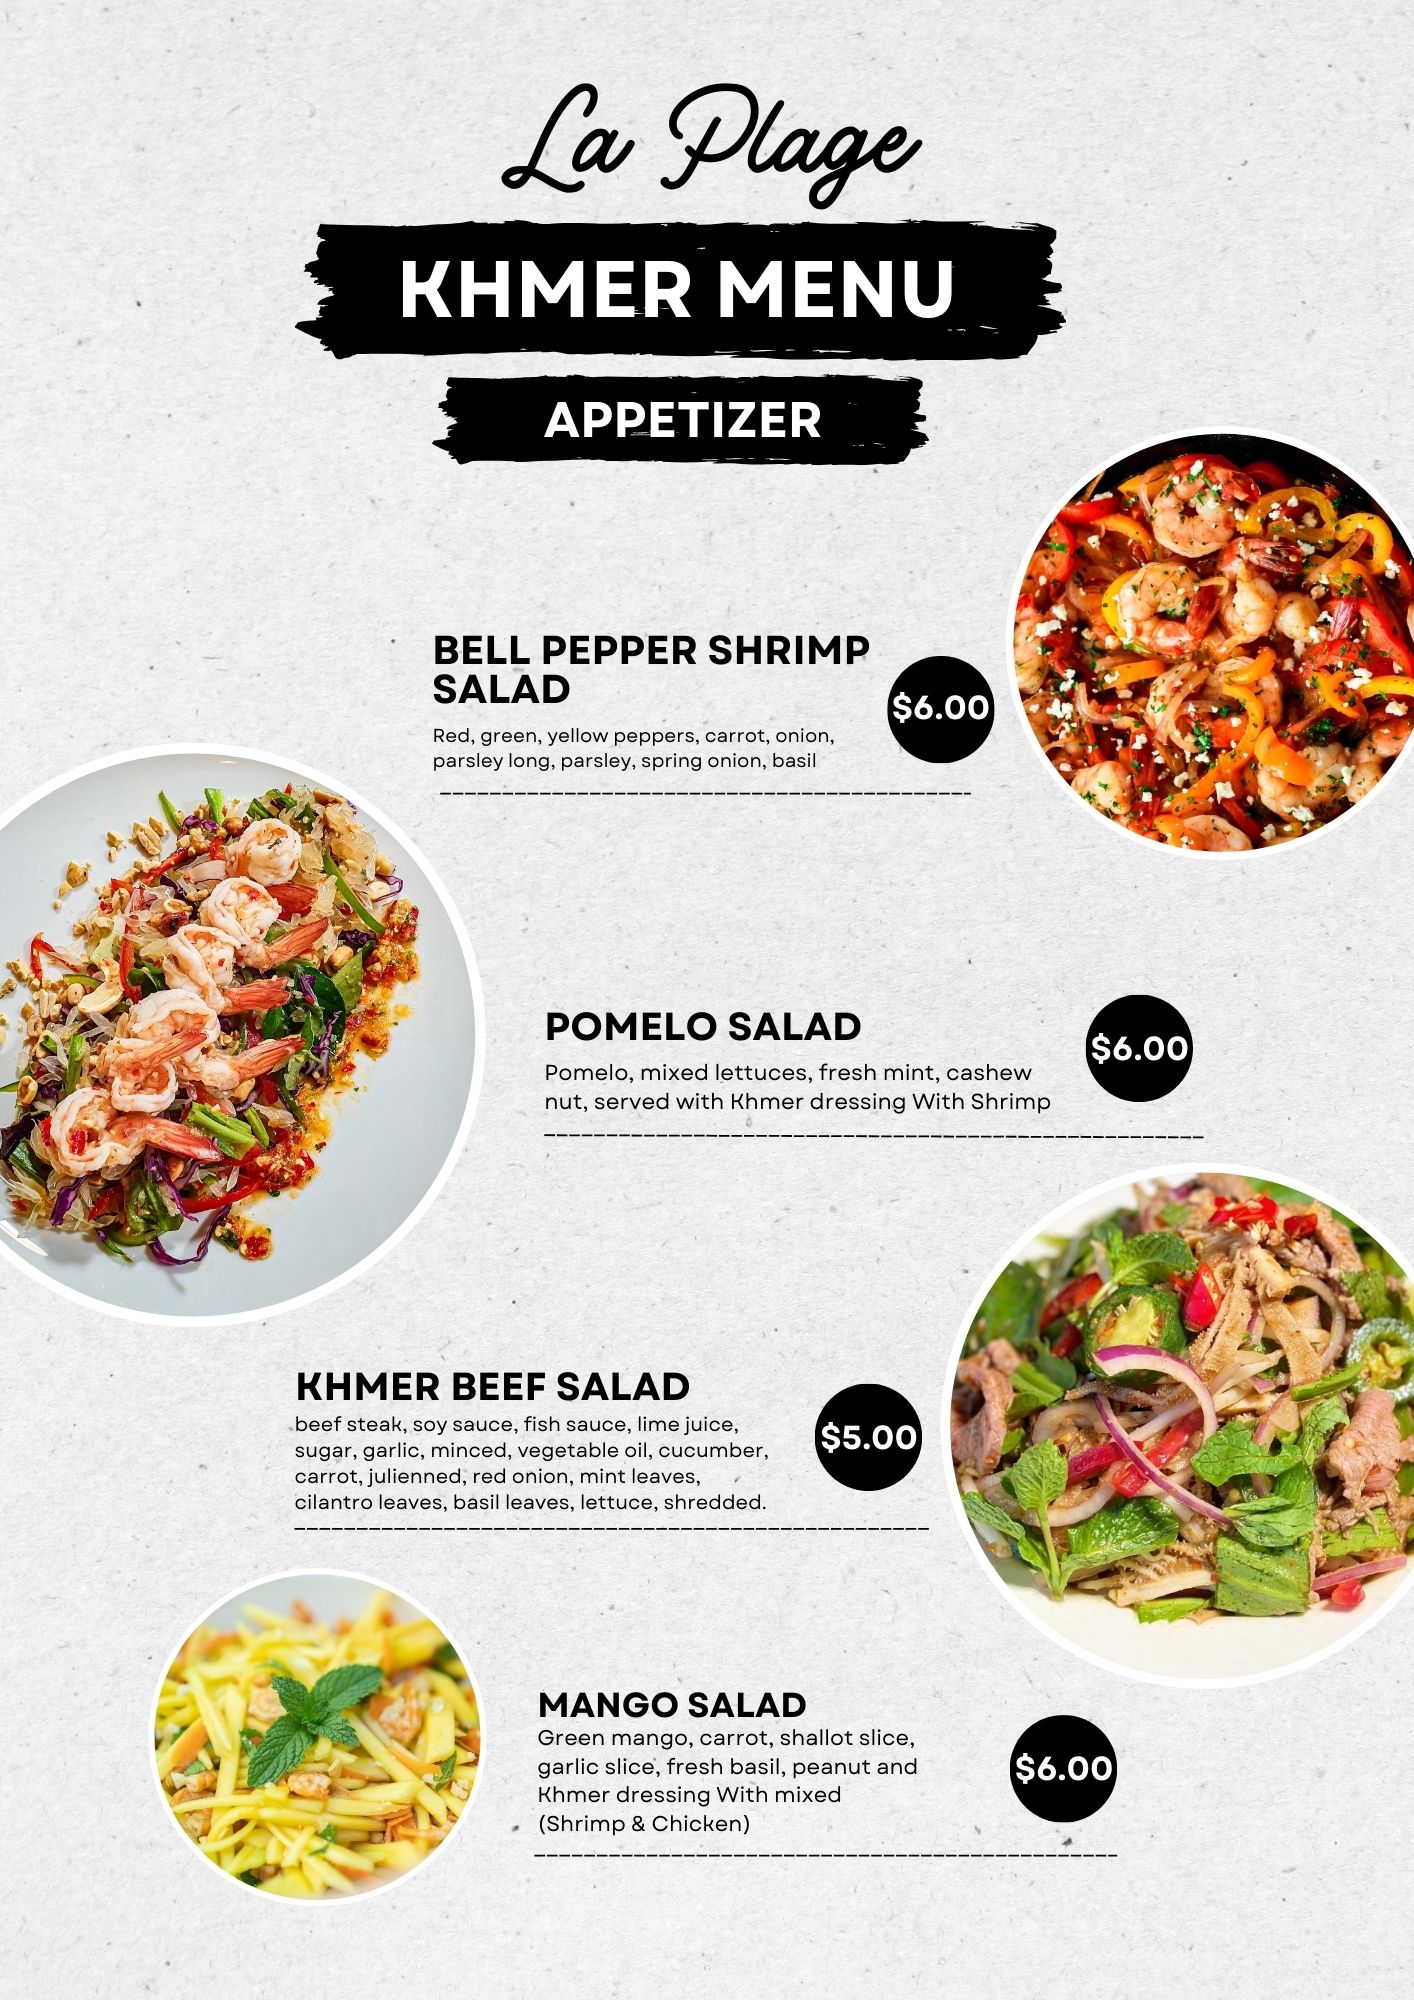 La Plage
KHMER MENU
APPETIZER
BELL PEPPER SHRIMP
SALAD
$6.00
Red, green, yellow peppers, carrot, onion,
parsley long, parsley, spring onion, basil
POMELO SALAD
$6.00
Pomelo, mixed lettuces, fresh mint, cashew
nut, served with Khmer dressing With Shrimp
KHMER BEEF SALAD
$5.00
beef steak, soy sauce, fish sauce, lime juice,
sugar, garlic, minced, vegetable oil, cucumber,
carrot, julienned, red onion, mint leaves,
cilantro leaves, basil leaves, lettuce, shredded.
MANGO SALAD
$6.00
Green mango, carrot, shallot slice,
garlic slice, fresh basil, peanut and
Khmer dressing With mixed
(Shrimp & Chicken)